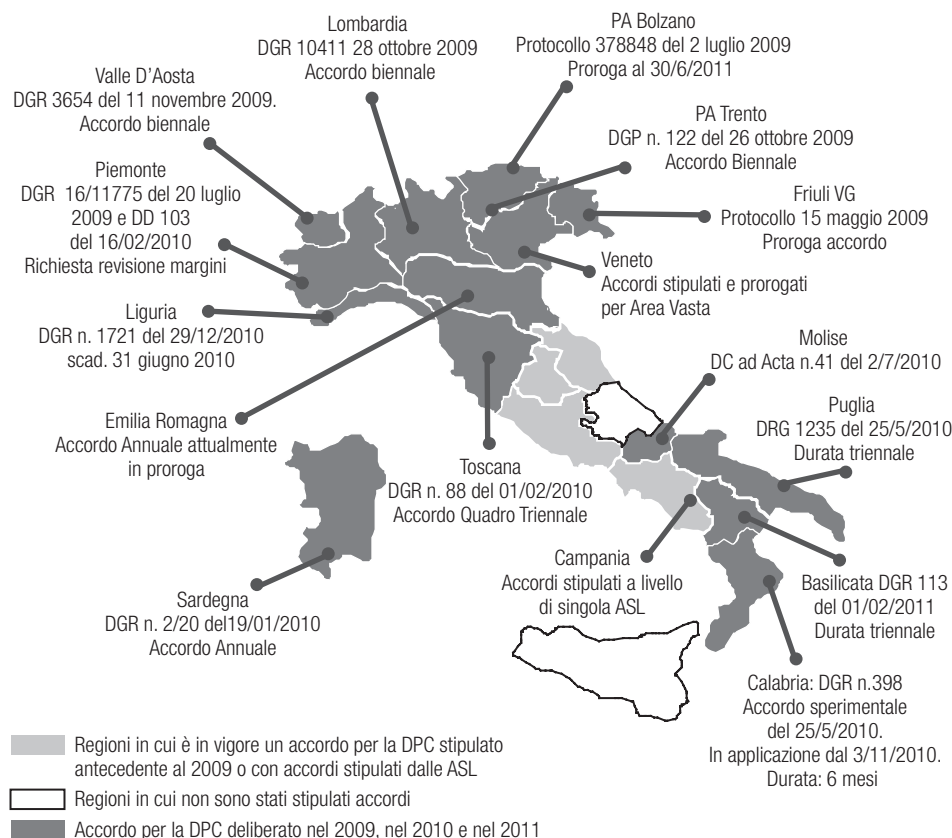 Lombardia
DGR 10411 28 ottobre 2009
Accordo biennale
PA Bolzano
Protocollo 378848 del 2 luglio 2009
Proroga al 30/6/2011
Valle D'Aosta
DGR 3654 del 11 novembre 2009.
Accordo biennale
PA Trento
DGP n. 122 del 26 ottobre 2009
Accordo Biennale
Piemonte
DGR 16/11775 del 20 luglio
2009 e DD 103
del 16/02/2010
Richiesta revisione margini
Friuli VG
Protocollo 15 maggio 2009
Proroga accordo
Veneto
Accordi stipulati e prorogati
per Area Vasta
Liguria
DGR n. 1721 del 29/12/2010
scad. 31 giugno 2010
Molise
DC ad Acta n.41 del 2/7/2010
Puglia
DRG 1235 del 25/5/2010
Durata triennale
Emilia Romagna
Accordo Annuale attualmente
in proroga
Toscana
DGR n. 88 del 01/02/2010
Accordo Quadro Triennale
Campania
Accordi stipulati a livello
di singola ASL
Basilicata DGR 113
del 01/02/2011
Durata triennale
Sardegna
DGR n. 2/20 del19/01/2010
Accordo Annuale
Calabria: DGR n.398
Accordo sperimentale
del 25/5/2010.
In applicazione dal 3/11/2010.
Durata: 6 mesi
Regioni in cui è in vigore un accordo per la DPC stipulato
antecedente al 2009 o con accordi stipulati dalle ASL
Regioni in cui non sono stati stipulati accordi
Accordo per la DPC deliberato nel 2009, nel 2010 e nel 2011